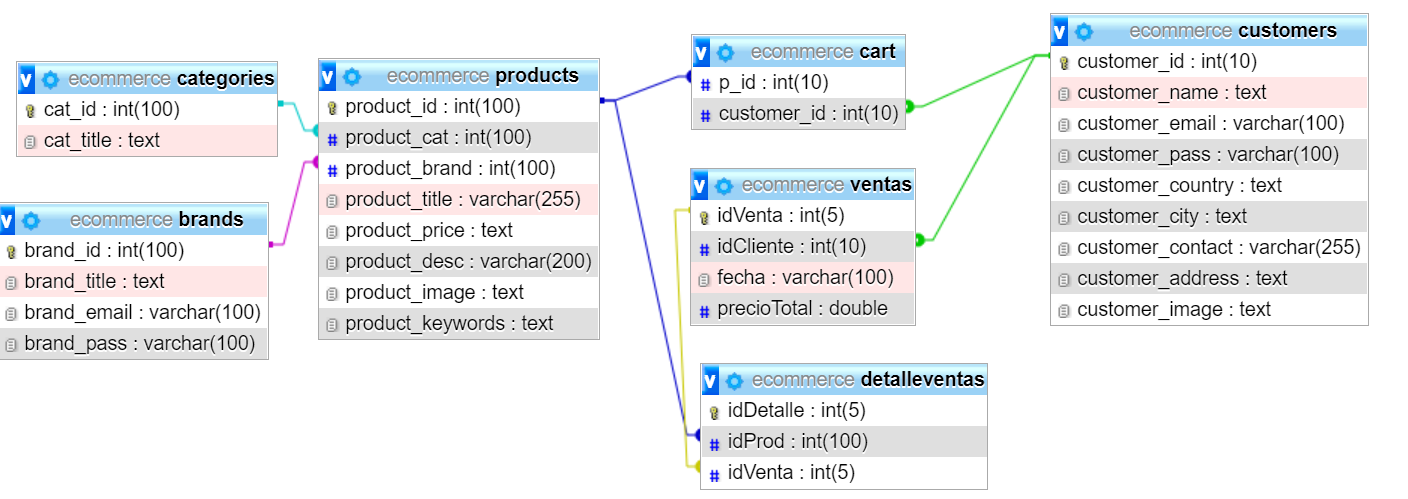 v ecommerce categories
cat_id : int(100)
cat_title : text
v ecommerce brands
brand_id : int(100)
brand_title : text
brand_email : varchar(100)
brand_pass : varchar(100)
v ecommerce products
product_id : int(100)
# product_cat : int(100)
# product_brand : int(100)
product_title : varchar(255)
product_price : text
product_desc : varchar(200)
product_image : text
product_keywords : text
v ecommerce cart
# p_id : int(10)
# customer_id : int(10)
v ecommerce ventas
idVenta : int(5)
# idCliente : int(10)
fecha : varchar(100)
# precioTotal : double
v ecommerce detalleventas
idDetalle : int(5)
# idProd : int(100)
# idVenta : int(5)
v ecommerce customers
customer_id : int(10)
customer_name : text
customer_email : varchar(100)
customer_pass : varchar(100)
customer_country : text
customer_city : text
customer_contact : varchar(255)
customer_address : text
customer_image : text